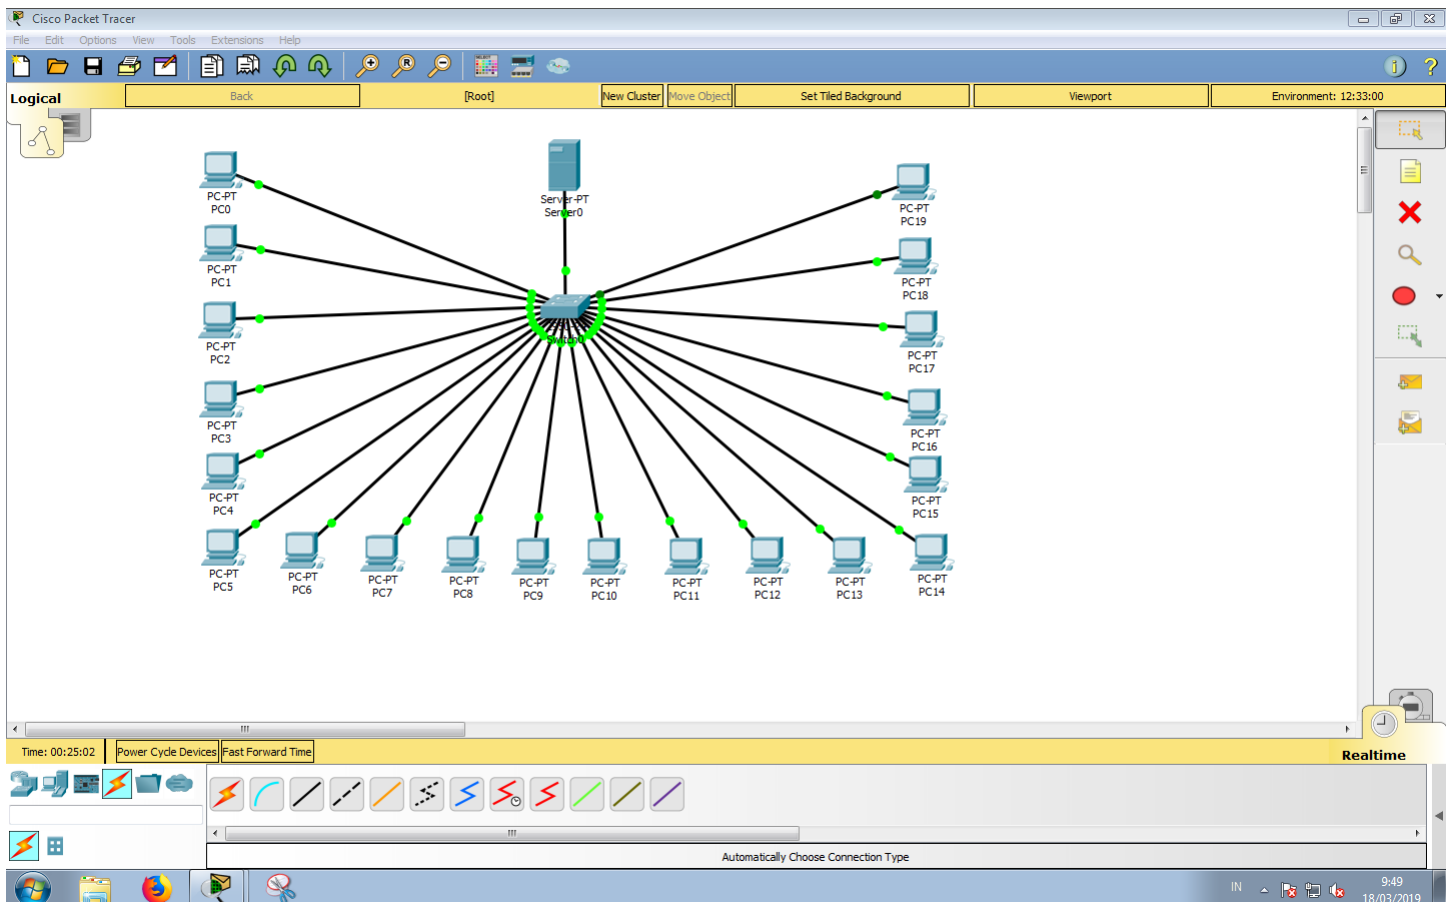 Cisco Packet Tracer
File Edit Options View Tools Extensions Help
Logical Back [Root] New Cluster Move Object Set Tiled Background Viewport Environment: 12:33:00
PC-PT
PC0
PC-PT
PC1
PC-PT
PC2
PC-PT
PC3
PC-PT
PC4
PC-PT
PC5
PC-PT
PC6
PC-PT
PC7
PC-PT
PC8
PC-PT
PC9
PC-PT
PC10
PC-PT
PC11
PC-PT
PC12
PC-PT
PC13
PC-PT
PC14
PC-PT
PC15
PC-PT
PC16
PC-PT
PC17
PC-PT
PC18
PC-PT
PC19
Server-PT
Server0
Switch0
Time: 00:25:02 Power Cycle Devices Fast Forward Time
Realtime
Automatically Choose Connection Type
IN
9:49
18/03/2019